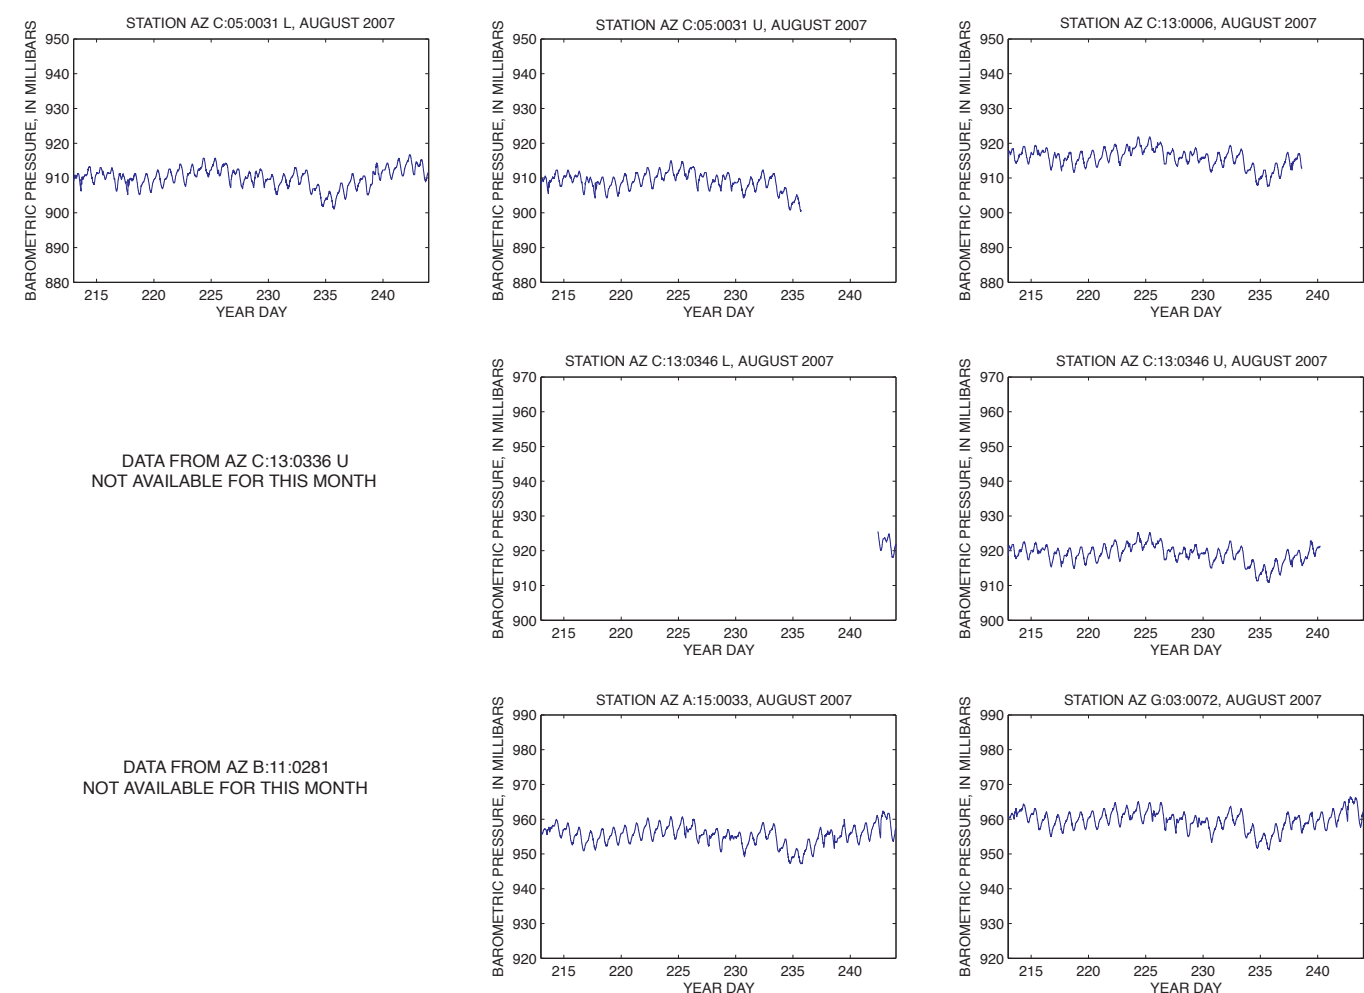 STATION AZ C:05:0031 L, AUGUST 2007
BAROMETRIC PRESSURE, IN MILLIBARS
950
940
930
920
910
900
890
880
215 220 225 230 235 240
YEAR DAY
STATION AZ C:05:0031 U, AUGUST 2007
BAROMETRIC PRESSURE, IN MILLIBARS
950
940
930
920
910
900
890
880
215 220 225 230 235 240
YEAR DAY
STATION AZ C:13:0006, AUGUST 2007
BAROMETRIC PRESSURE, IN MILLIBARS
950
940
930
920
910
900
890
880
215 220 225 230 235 240
YEAR DAY
DATA FROM AZ C:13:0336 U
NOT AVAILABLE FOR THIS MONTH
STATION AZ C:13:0346 L, AUGUST 2007
BAROMETRIC PRESSURE, IN MILLIBARS
970
960
950
940
930
920
910
900
215 220 225 230 235 240
YEAR DAY
STATION AZ C:13:0346 U, AUGUST 2007
BAROMETRIC PRESSURE, IN MILLIBARS
970
960
950
940
930
920
910
900
215 220 225 230 235 240
YEAR DAY
DATA FROM AZ B:11:0281
NOT AVAILABLE FOR THIS MONTH
STATION AZ A:15:0033, AUGUST 2007
BAROMETRIC PRESSURE, IN MILLIBARS
990
980
970
960
950
940
930
920
215 220 225 230 235 240
YEAR DAY
STATION AZ G:03:0072, AUGUST 2007
BAROMETRIC PRESSURE, IN MILLIBARS
990
980
970
960
950
940
930
920
215 220 225 230 235 240
YEAR DAY